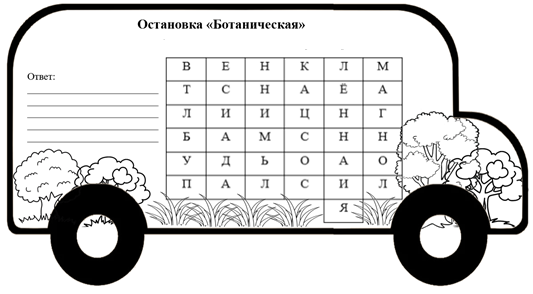 Остановка «Ботаническая»
Ответ:
В Е Н К Л М
Т С Н А Ё А
Л И И Ц Н Г
Б А М С Н Н
У Д Ь О А О
П А Л С И Л
Я